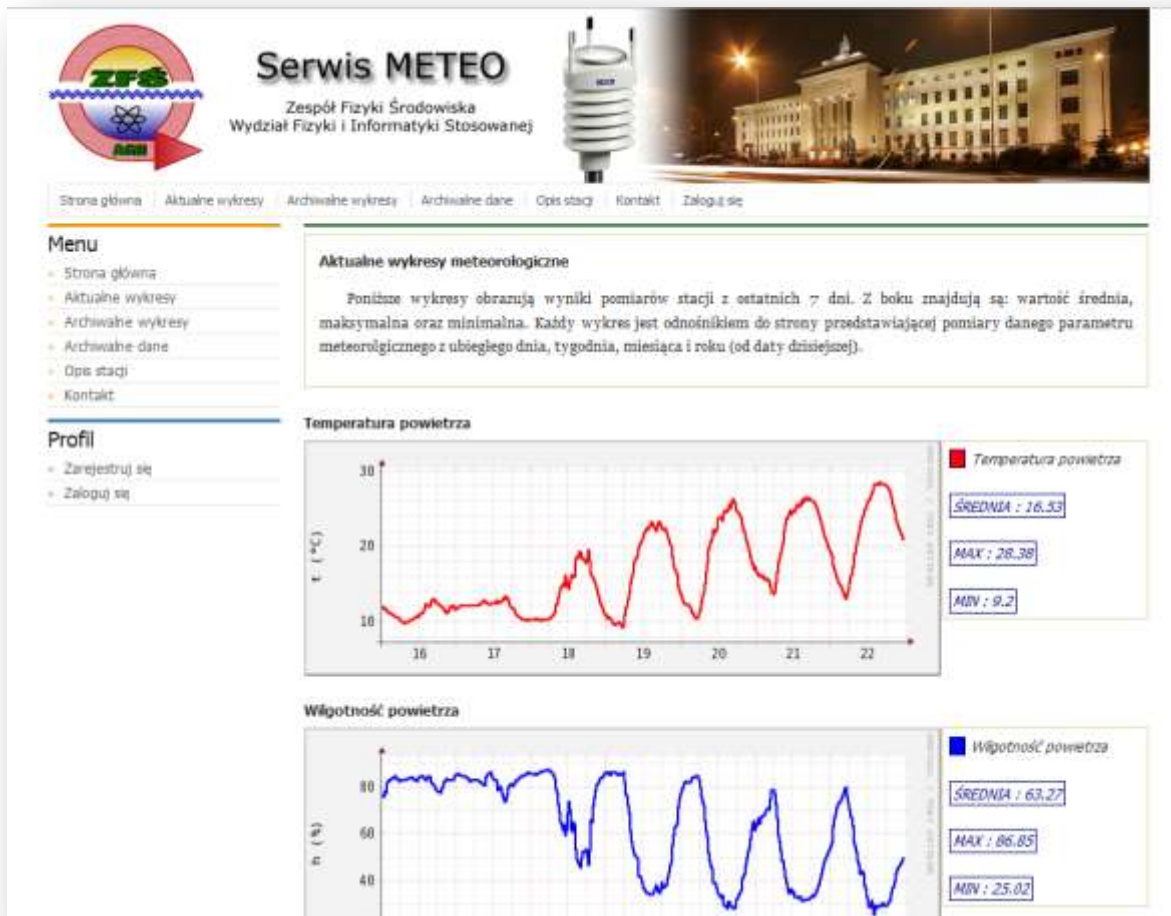 ZFŚ
AGH
Serwis METEO
Zespół Fizyki Środowiska
Wydział Fizyki i Informatyki Stosowanej
Strona główna Aktualne wykresy Archiwalne wykresy Archiwalne dane Opis stacji Kontakt Zaloguj się
Menu
Strona główna
Aktualne wykresy
Archiwalne wykresy
Archiwalne dane
Opis stacji
Kontakt
Profil
Zarejestruj się
Zaloguj się
Aktualne wykresy meteorologiczne
Poniższe wykresy obrazują wyniki pomiarów stacji z ostatnich 7 dni. Z boku znajdują są: wartość średnia,
maksymalna oraz minimalna. Każdy wykres jest odnośnikiem do strony przedstawiającej pomiary danego parametru
meteorolgicznego z ubiegłego dnia, tygodnia, miesiąca i roku (od daty dzisiejszej).
Temperatura powietrza
30
20
10
t (°C)
16 17 18 19 20 21 22
Temperatura powietrza
ŚREDNIA : 16.53
MAX : 28.38
MIN : 9.2
Wilgotność powietrza
80
60
40
h (%)
Wilgotność powietrza
ŚREDNIA : 63.27
MAX : 86.85
MIN : 25.02